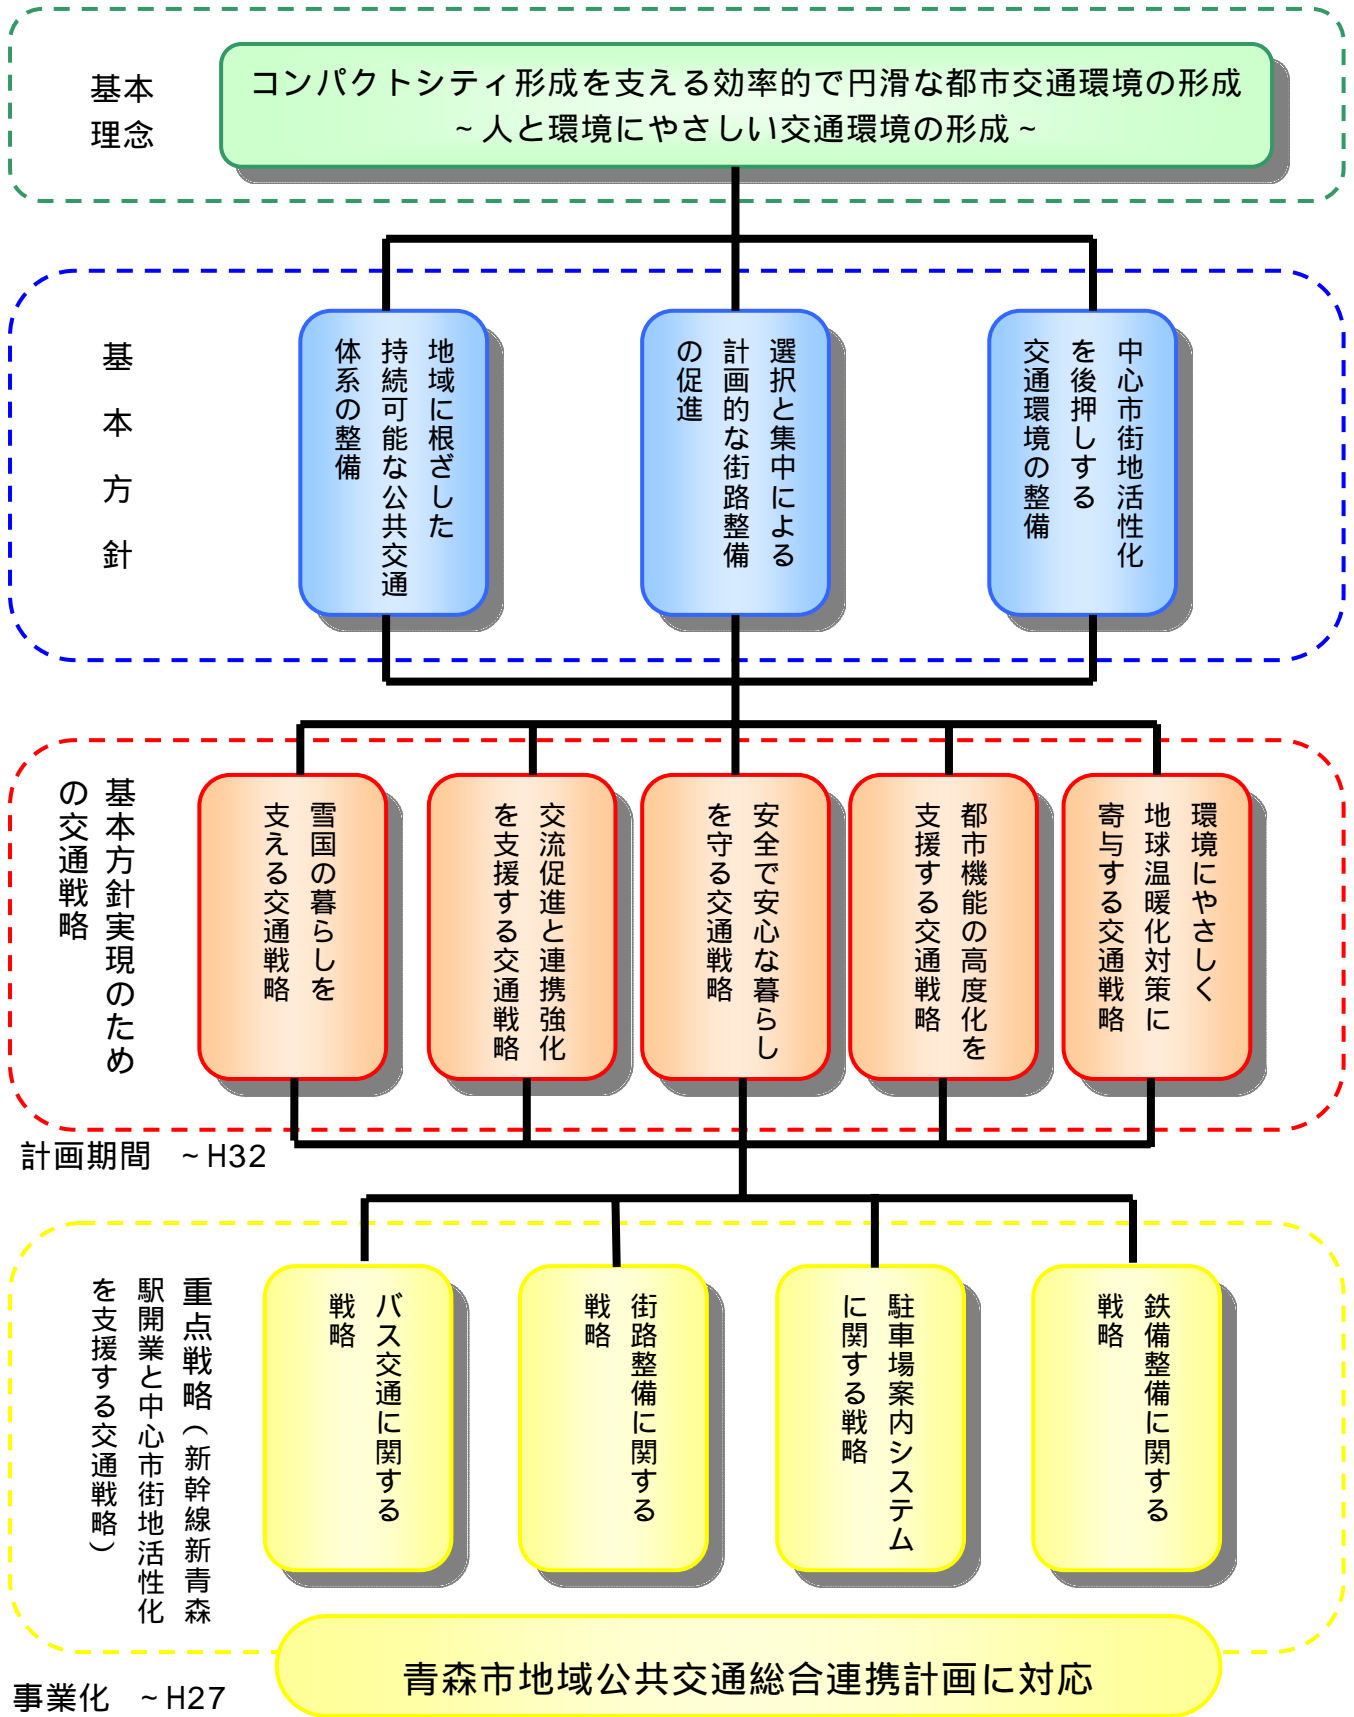 基本
理念
コンパクトシティ形成を支える効率的で円滑な都市交通環境の形成
~人と環境にやさしい交通環境の形成~
基本方針
地域に根ざした
持続可能な公共交通
体系の整備
選択と集中による
計画的な街路整備
の促進
中心市街地活性化
を後押しする
交通環境の整備
基本方針実現のため
の交通戦略
雪国の暮らしを
支える交通戦略
交流促進と連携強化
を支援する交通戦略
安全で安心な暮らし
を守る交通戦略
都市機能の高度化を
支援する交通戦略
環境にやさしく
地球温暖化対策に
寄与する交通戦略
計画期間 ~H32
重点戦略(新幹線新青森
駅開業と中心市街地活性化
を支援する交通戦略)
バス交通に関する
戦略
街路整備に関する
戦略
駐車場案内システム
に関する戦略
鉄備整備に関する
戦略
青森市地域公共交通総合連携計画に対応
事業化 ~H27